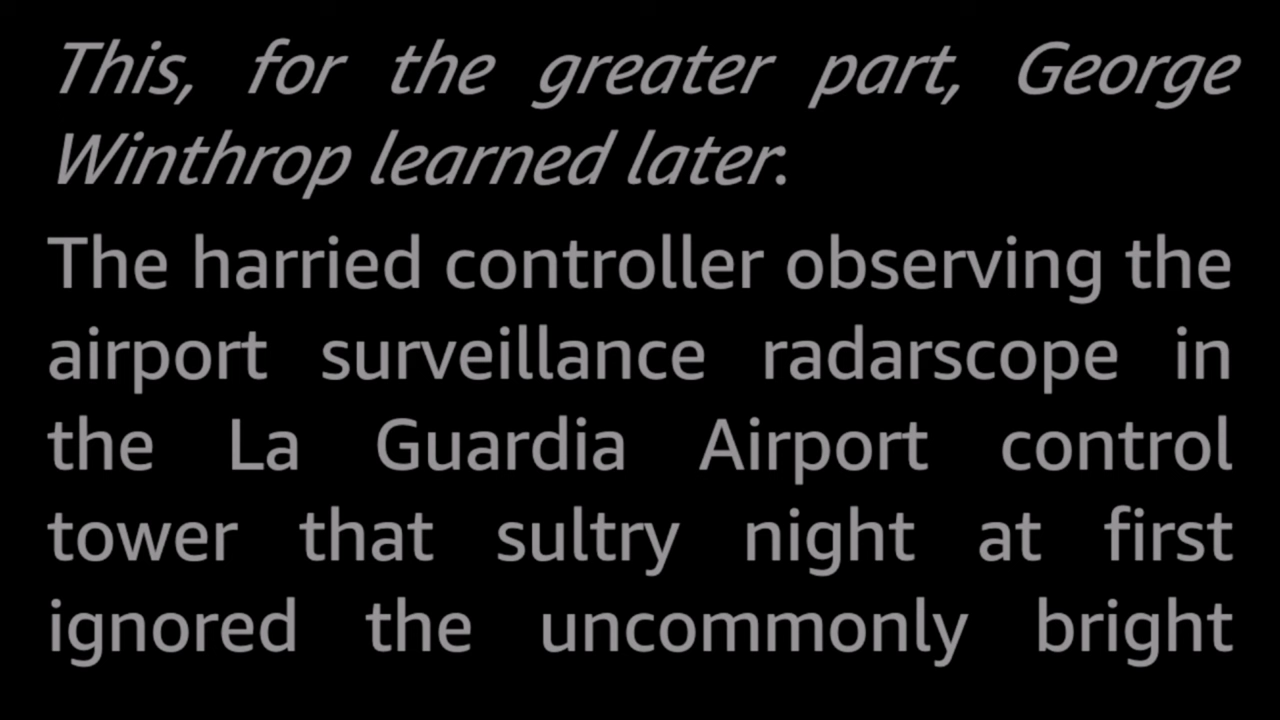 This, for the greater part, George
Winthrop learned later.
The harried controller observing the
airport surveillance radarscope in
the La Guardia Airport control
tower that sultry night at first
ignored the uncommonly bright